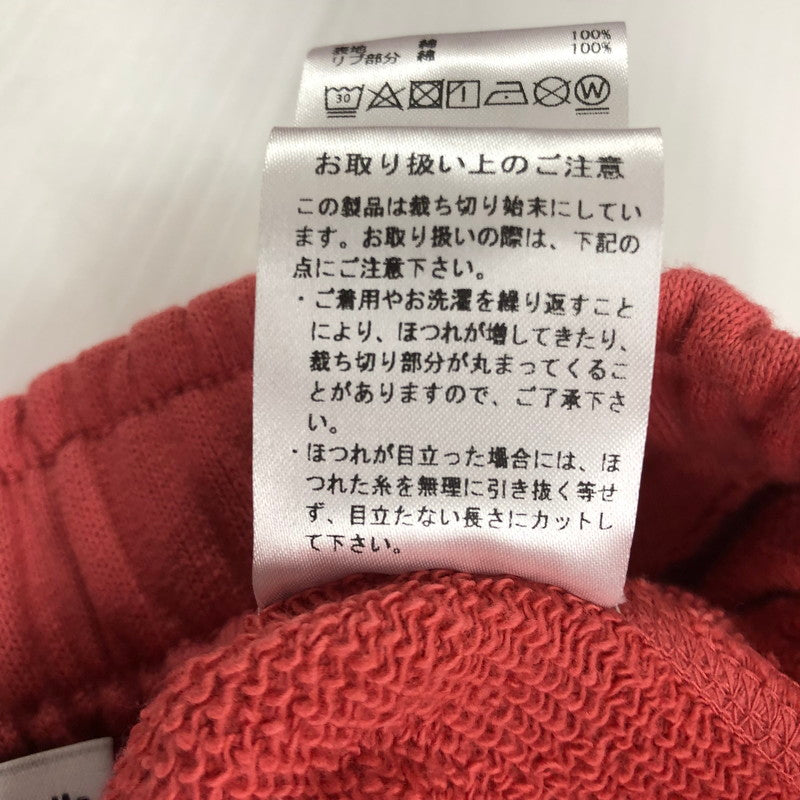 表地 綿 100%
リブ部分 綿 100%
30 W
お取り扱い上のご注意
この製品は裁ち切り始末にしてい
ます。お取り扱いの際は、下記の
点にご注意下さい。
・ご着用やお洗濯を繰り返すこと
により、ほつれが増してきたり、
裁ち切り部分が丸まってくるこ
とがありますので、ご了承下さ
い。
・ほつれが目立った場合には、ほ
つれた糸を無理に引き抜く等せ
ず、目立たない長さにカットし
て下さい。